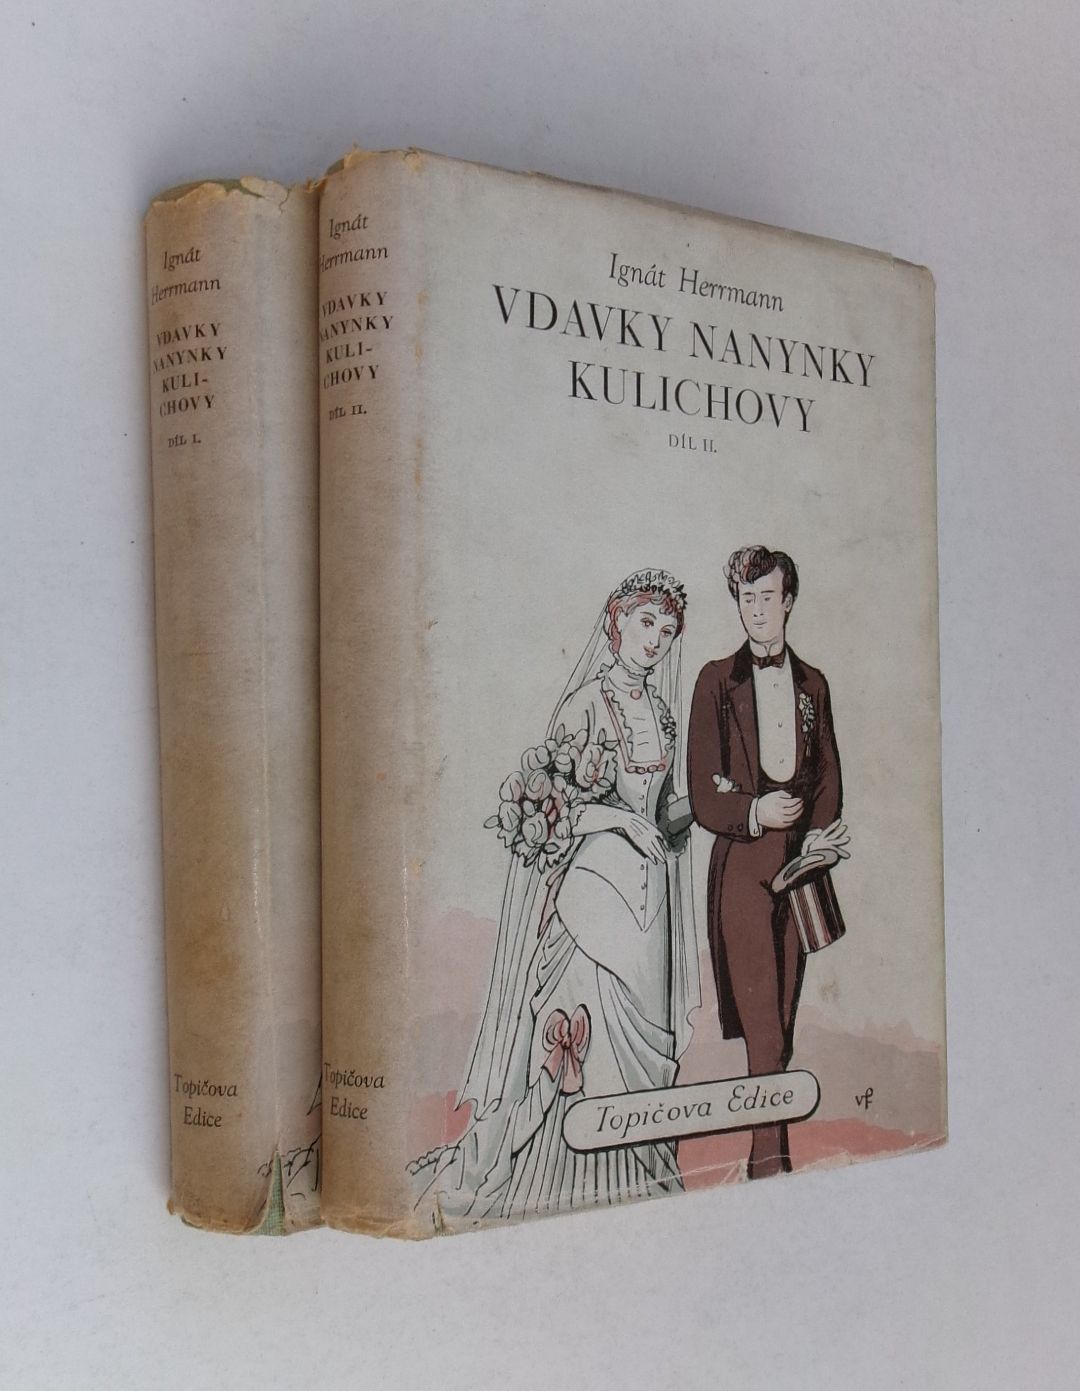 Ignát
Herrmann
VDAVKY
NANYNKY
KULI-
CHOVY
DÍL I.
Topičova
Edice
Ignát
Herrmann
VDAVKY
NANYNKY
KULI-
CHOVY
DÍL II.
Topičova
Edice
Ignát Herrmann
VDAVKY NANYNKY
KULICHOVY
DÍL II.
Topičova Edice
vf